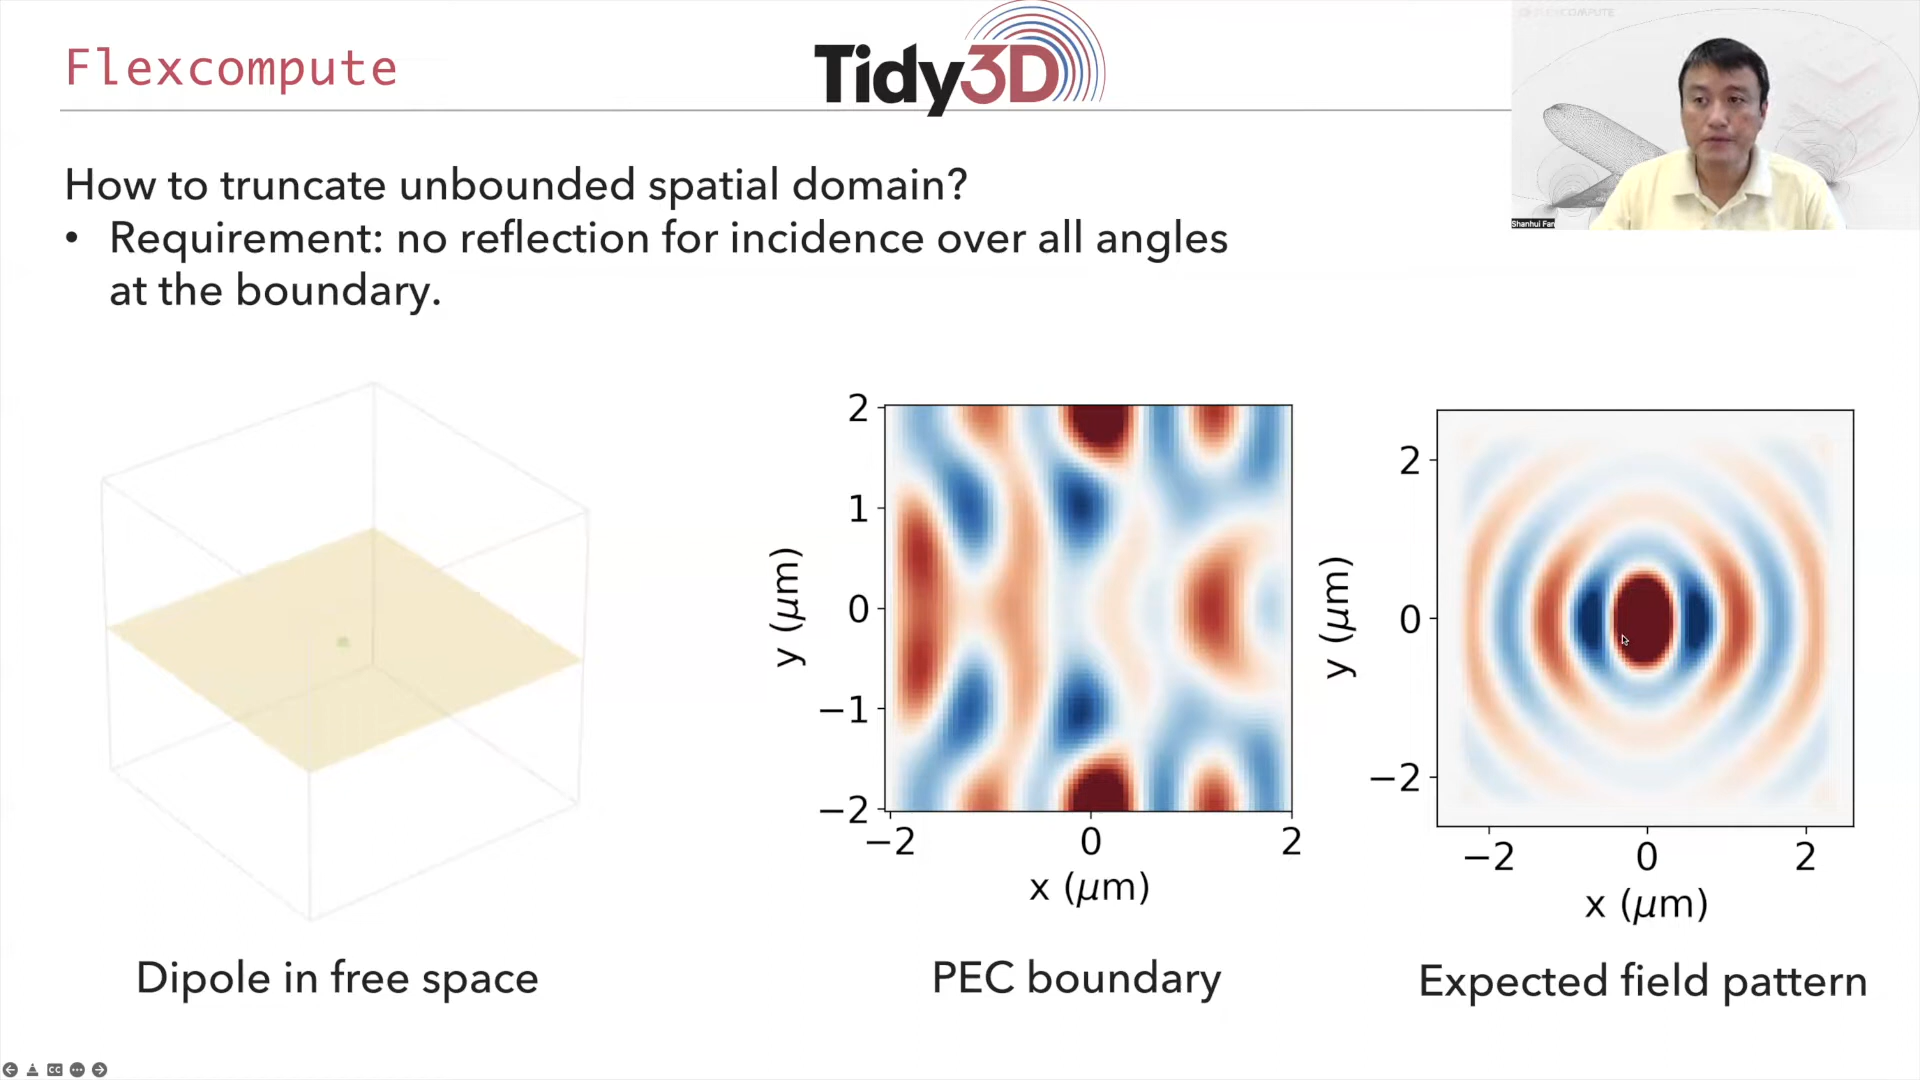 Flexcompute
Tidy3D
Shanhui Fan
How to truncate unbounded spatial domain?
• Requirement: no reflection for incidence over all angles
at the boundary.
2
1
0
−1
−2
y (μm)
−2 0 2
x (μm)
2
0
−2
y (μm)
−2 0 2
x (μm)
Dipole in free space
PEC boundary
Expected field pattern
CC